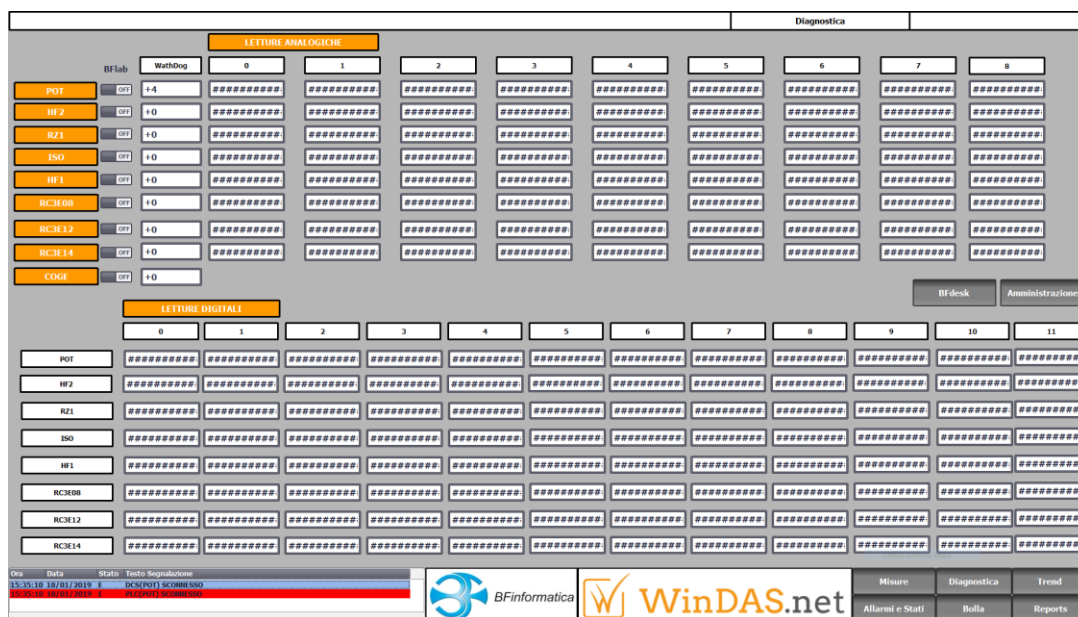 Diagnostica
LETTURE ANALOGICHE
BFlab WathDog 0 1 2 3 4 5 6 7 8
POT OFF +4 ########## ########## ########## ########## ########## ########## ########## ########## ##########
HF2 OFF +0 ########## ########## ########## ########## ########## ########## ########## ########## ##########
RZ1 OFF +0 ########## ########## ########## ########## ########## ########## ########## ########## ##########
ISO OFF +0 ########## ########## ########## ########## ########## ########## ########## ########## ##########
HF1 OFF +0 ########## ########## ########## ########## ########## ########## ########## ########## ##########
RC3E08 OFF +0 ########## ########## ########## ########## ########## ########## ########## ########## ##########
RC3E12 OFF +0 ########## ########## ########## ########## ########## ########## ########## ########## ##########
RC3E14 OFF +0 ########## ########## ########## ########## ########## ########## ########## ########## ##########
COGE OFF +0
BFdesk Amministrazione
LETTURE DIGITALI
0 1 2 3 4 5 6 7 8 9 10 11
POT ########## ########## ########## ########## ########## ########## ########## ########## ########## ########## ########## #########
HF2 ########## ########## ########## ########## ########## ########## ########## ########## ########## ########## ########## #########
RZ1 ########## ########## ########## ########## ########## ########## ########## ########## ########## ########## ########## #########
ISO ########## ########## ########## ########## ########## ########## ########## ########## ########## ########## ########## #########
HF1 ########## ########## ########## ########## ########## ########## ########## ########## ########## ########## ########## #########
RC3E08 ########## ########## ########## ########## ########## ########## ########## ########## ########## ########## ########## #########
RC3E12 ########## ########## ########## ########## ########## ########## ########## ########## ########## ########## ########## #########
RC3E14 ########## ########## ########## ########## ########## ########## ########## ########## ########## ########## ########## #########
Ora Data Stato Testo Segnalazione
15:35:10 18/01/2019 E DCS(POT) SCONNESSO
15:35:10 18/01/2019 E PLC(POT) SCONNESSO
BFinformatica
WinDAS.net
Misure Diagnostica Trend
Allarmi e Stati Bolla Reports